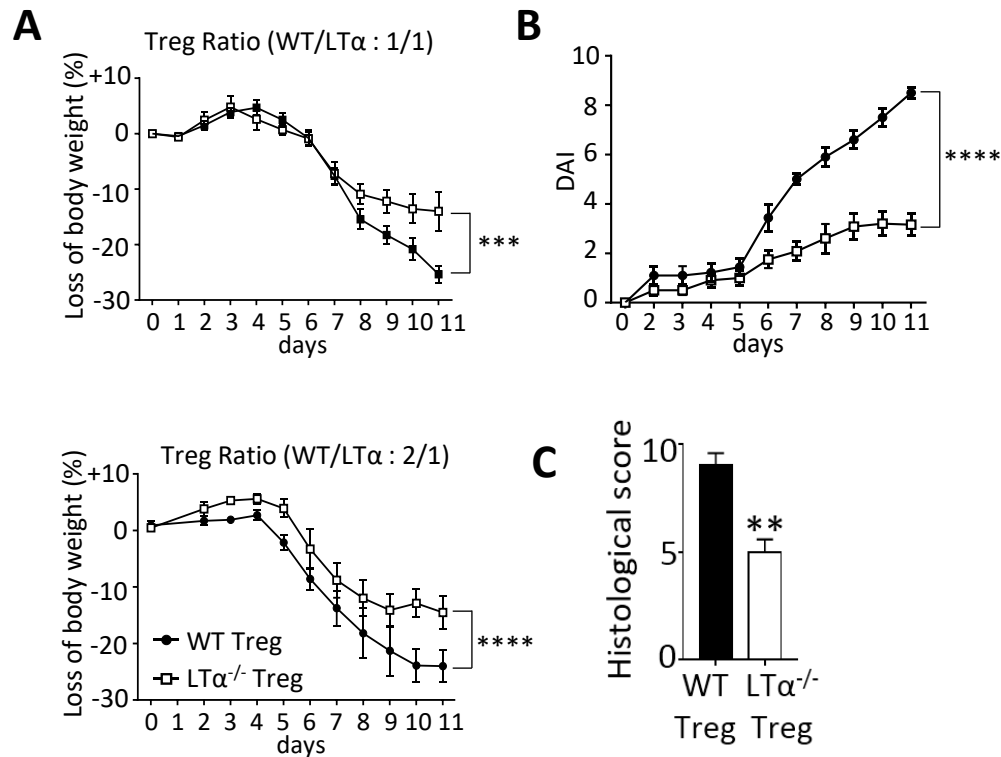 A
Treg Ratio (WT/LTα : 1/1)
Loss of body weight (%)
+10
0
-10
-20
-30
***
0 1 2 3 4 5 6 7 8 9 10 11
days
B
DAI
10
8
6
4
2
0
****
0 2 3 4 5 6 7 8 9 10 11
days
Treg Ratio (WT/LTα : 2/1)
Loss of body weight (%)
+10
0
-10
-20
-30
WT Treg
LTα-/- Treg
****
0 1 2 3 4 5 6 7 8 9 10 11
days
C
Histological score
10
5
0
**
WT LTα-/-
Treg Treg